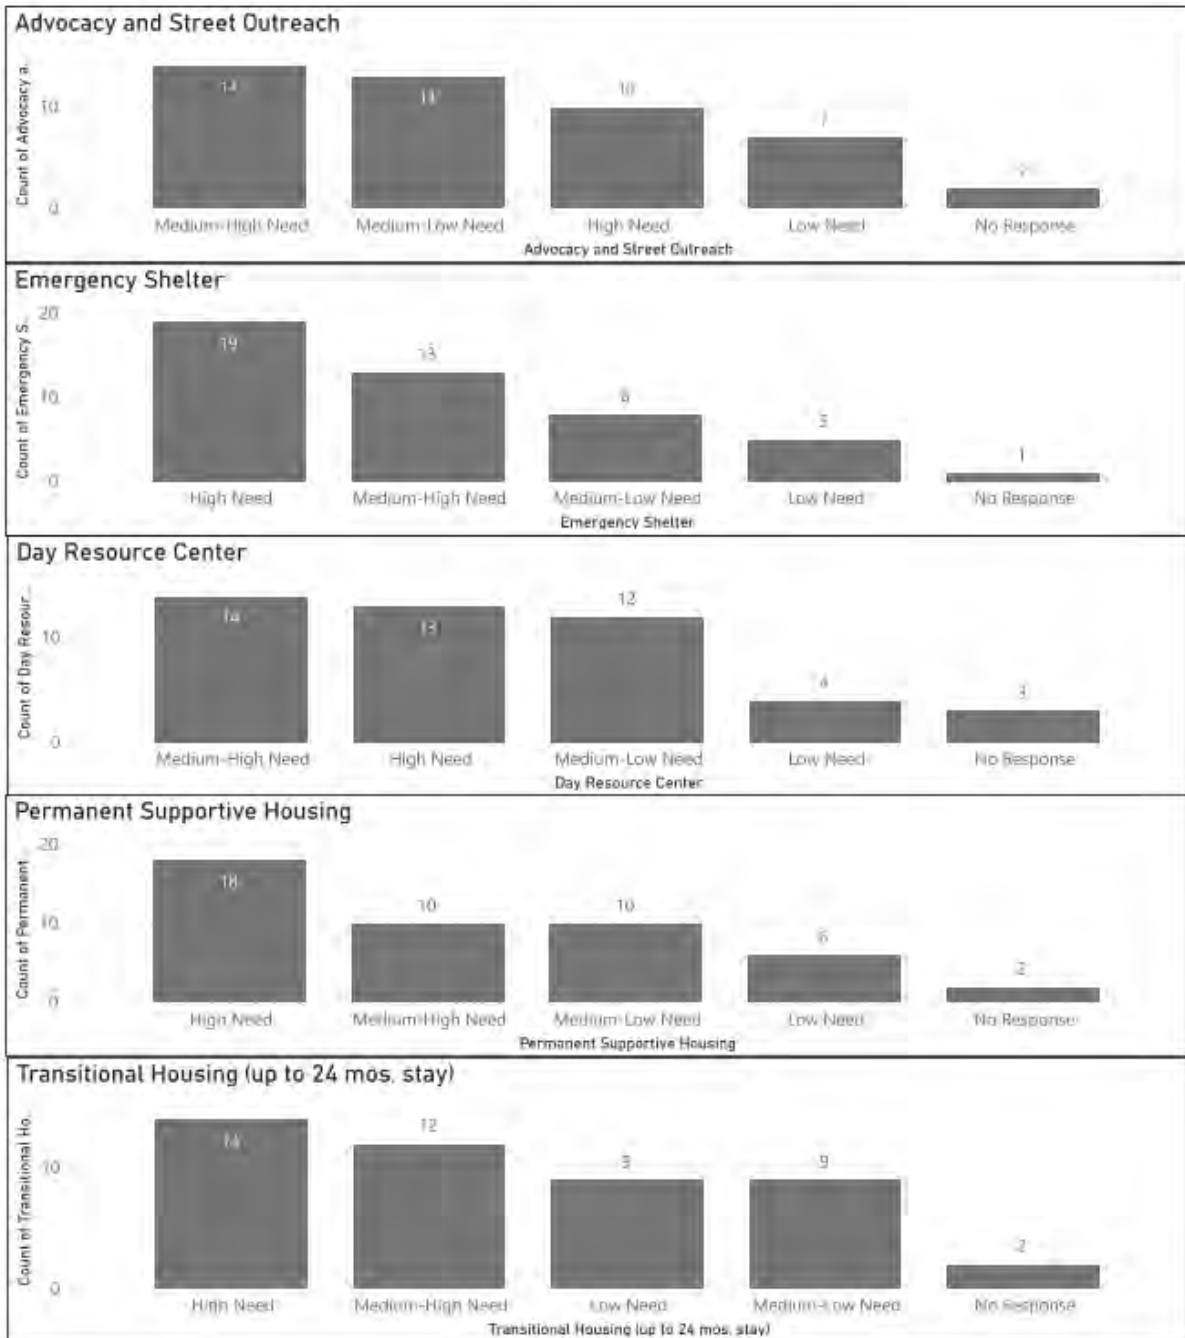 Advocacy and Street Outreach
Count of Advocacy a...
10
0
14
13
10
7
2
Medium-High Need Medium-Low Need High Need Low Need No Response
Advocacy and Street Outreach
Emergency Shelter
Count of Emergency S...
20
10
0
19
13
8
5
1
High Need Medium-High Need Medium-Low Need Low Need No Response
Emergency Shelter
Day Resource Center
Count of Day Resour...
10
0
14
13
12
4
3
Medium-High Need High Need Medium-Low Need Low Need No Response
Day Resource Center
Permanent Supportive Housing
Count of Permanent ...
20
10
0
18
10
10
6
2
High Need Medium-High Need Medium-Low Need Low Need No Response
Permanent Supportive Housing
Transitional Housing (up to 24 mos. stay)
Count of Transitional Ho...
10
0
14
12
9
9
2
High Need Medium-High Need Low Need Medium-Low Need No Response
Transitional Housing (up to 24 mos. stay)